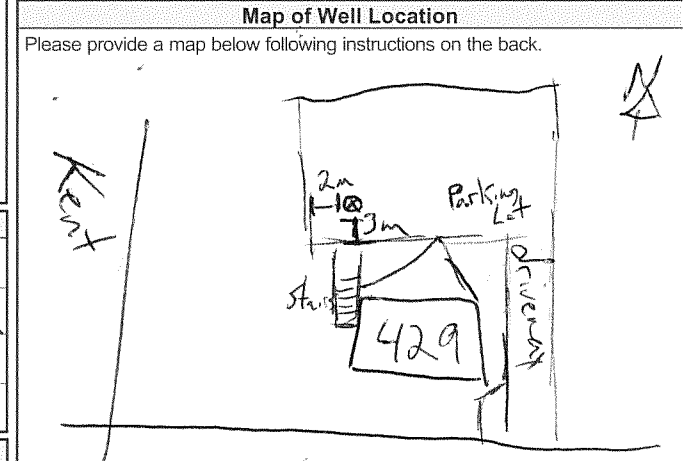 Map of Well Location
Please provide a map below following instructions on the back.
N
Kent
2m
3m
Parking
Lot
Stairs
driveway
429